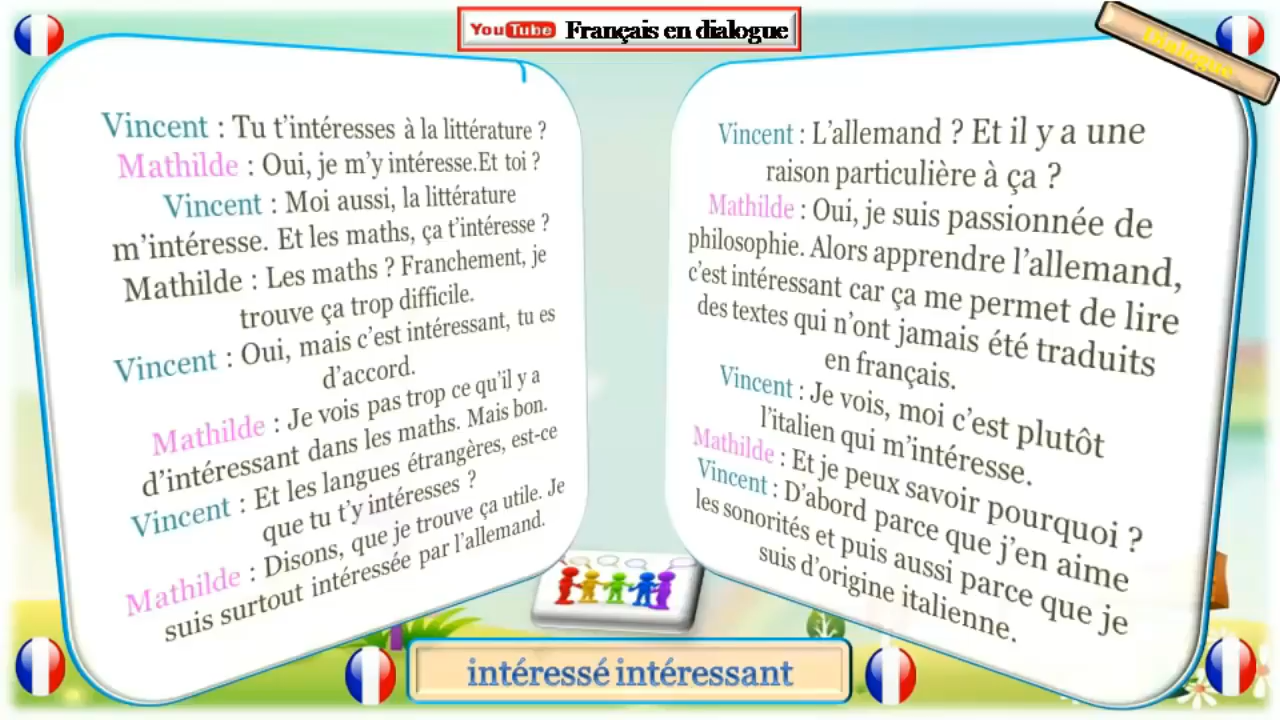 YouTube Français en dialogue
Dialogue
Vincent : Tu t'intéresses à la littérature ?
Mathilde : Oui, je m'y intéresse.Et toi ?
Vincent : Moi aussi, la littérature
m'intéresse. Et les maths, ça t'intéresse ?
Mathilde : Les maths ? Franchement, je
trouve ça trop difficile.
Vincent : Oui, mais c'est intéressant, tu es
d'accord.
Mathilde : Je vois pas trop ce qu'il y a
d'intéressant dans les maths. Mais bon.
Vincent : Et les langues étrangères, est-ce
que tu t'y intéresses ?
Mathilde : Disons, que je trouve ça utile. Je
suis surtout intéressée par l'allemand.
Vincent : L'allemand ? Et il y a une
raison particulière à ça ?
Mathilde : Oui, je suis passionnée de
philosophie. Alors apprendre l'allemand,
c'est intéressant car ça me permet de lire
des textes qui n'ont jamais été traduits
en français.
Vincent : Je vois, moi c'est plutôt
l'italien qui m'intéresse.
Mathilde : Et je peux savoir pourquoi ?
Vincent : D'abord parce que j'en aime
les sonorités et puis aussi parce que je
suis d'origine italienne.
intéressé intéressant